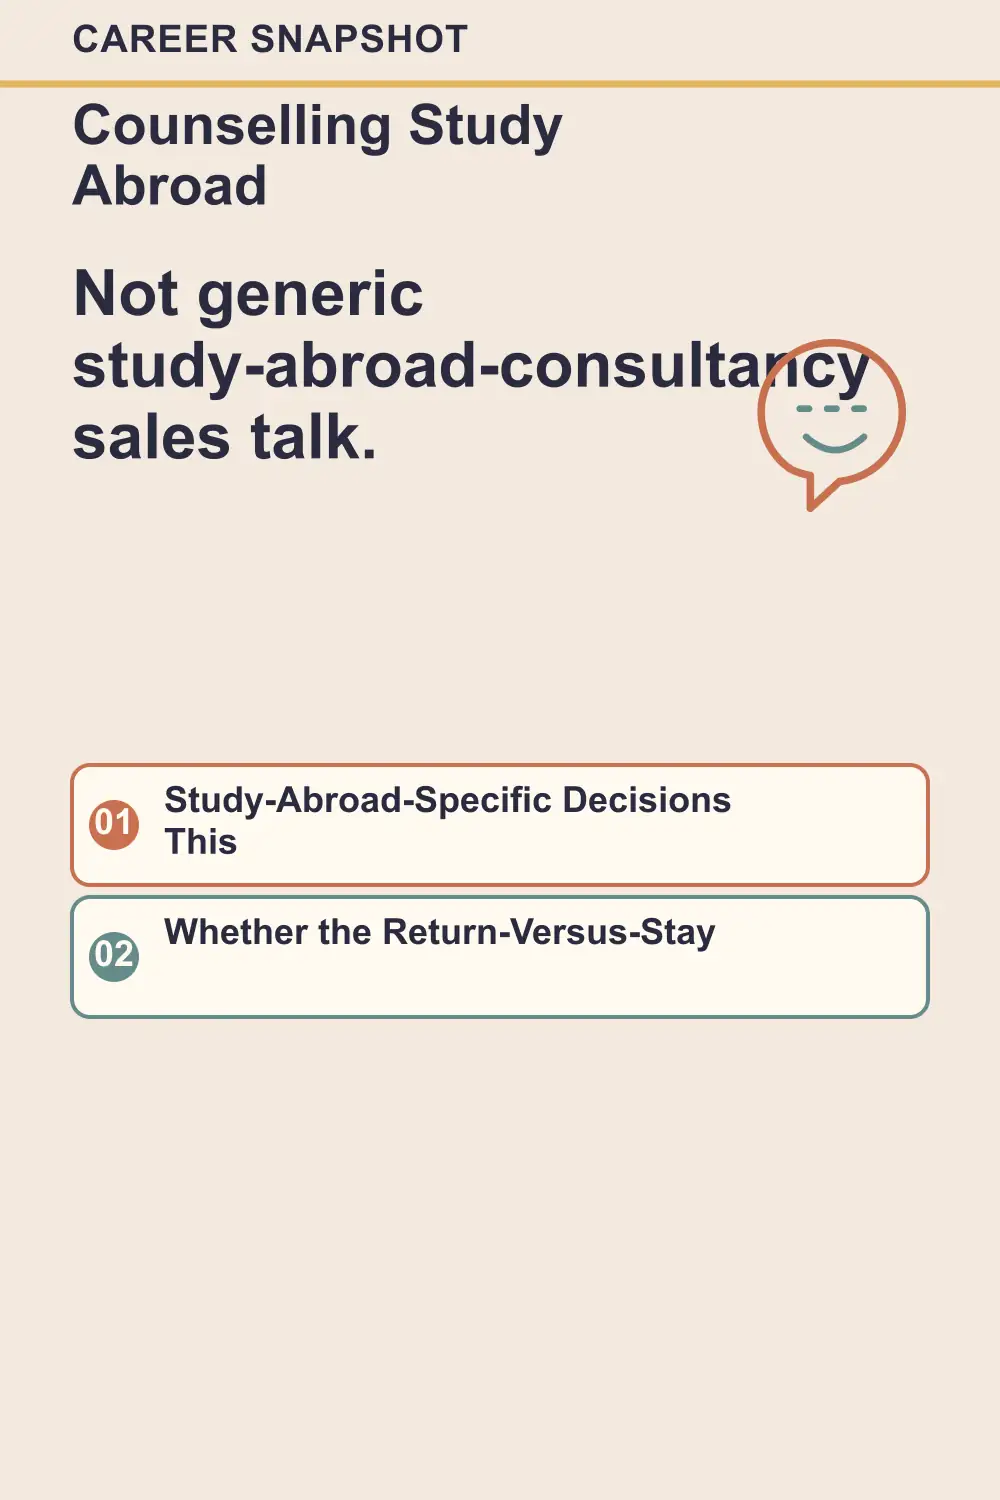 CAREER SNAPSHOT
Counselling Study
Abroad
Not generic
study-abroad-consultancy
sales talk.
01
Study-Abroad-Specific Decisions
This
02
Whether the Return-Versus-Stay